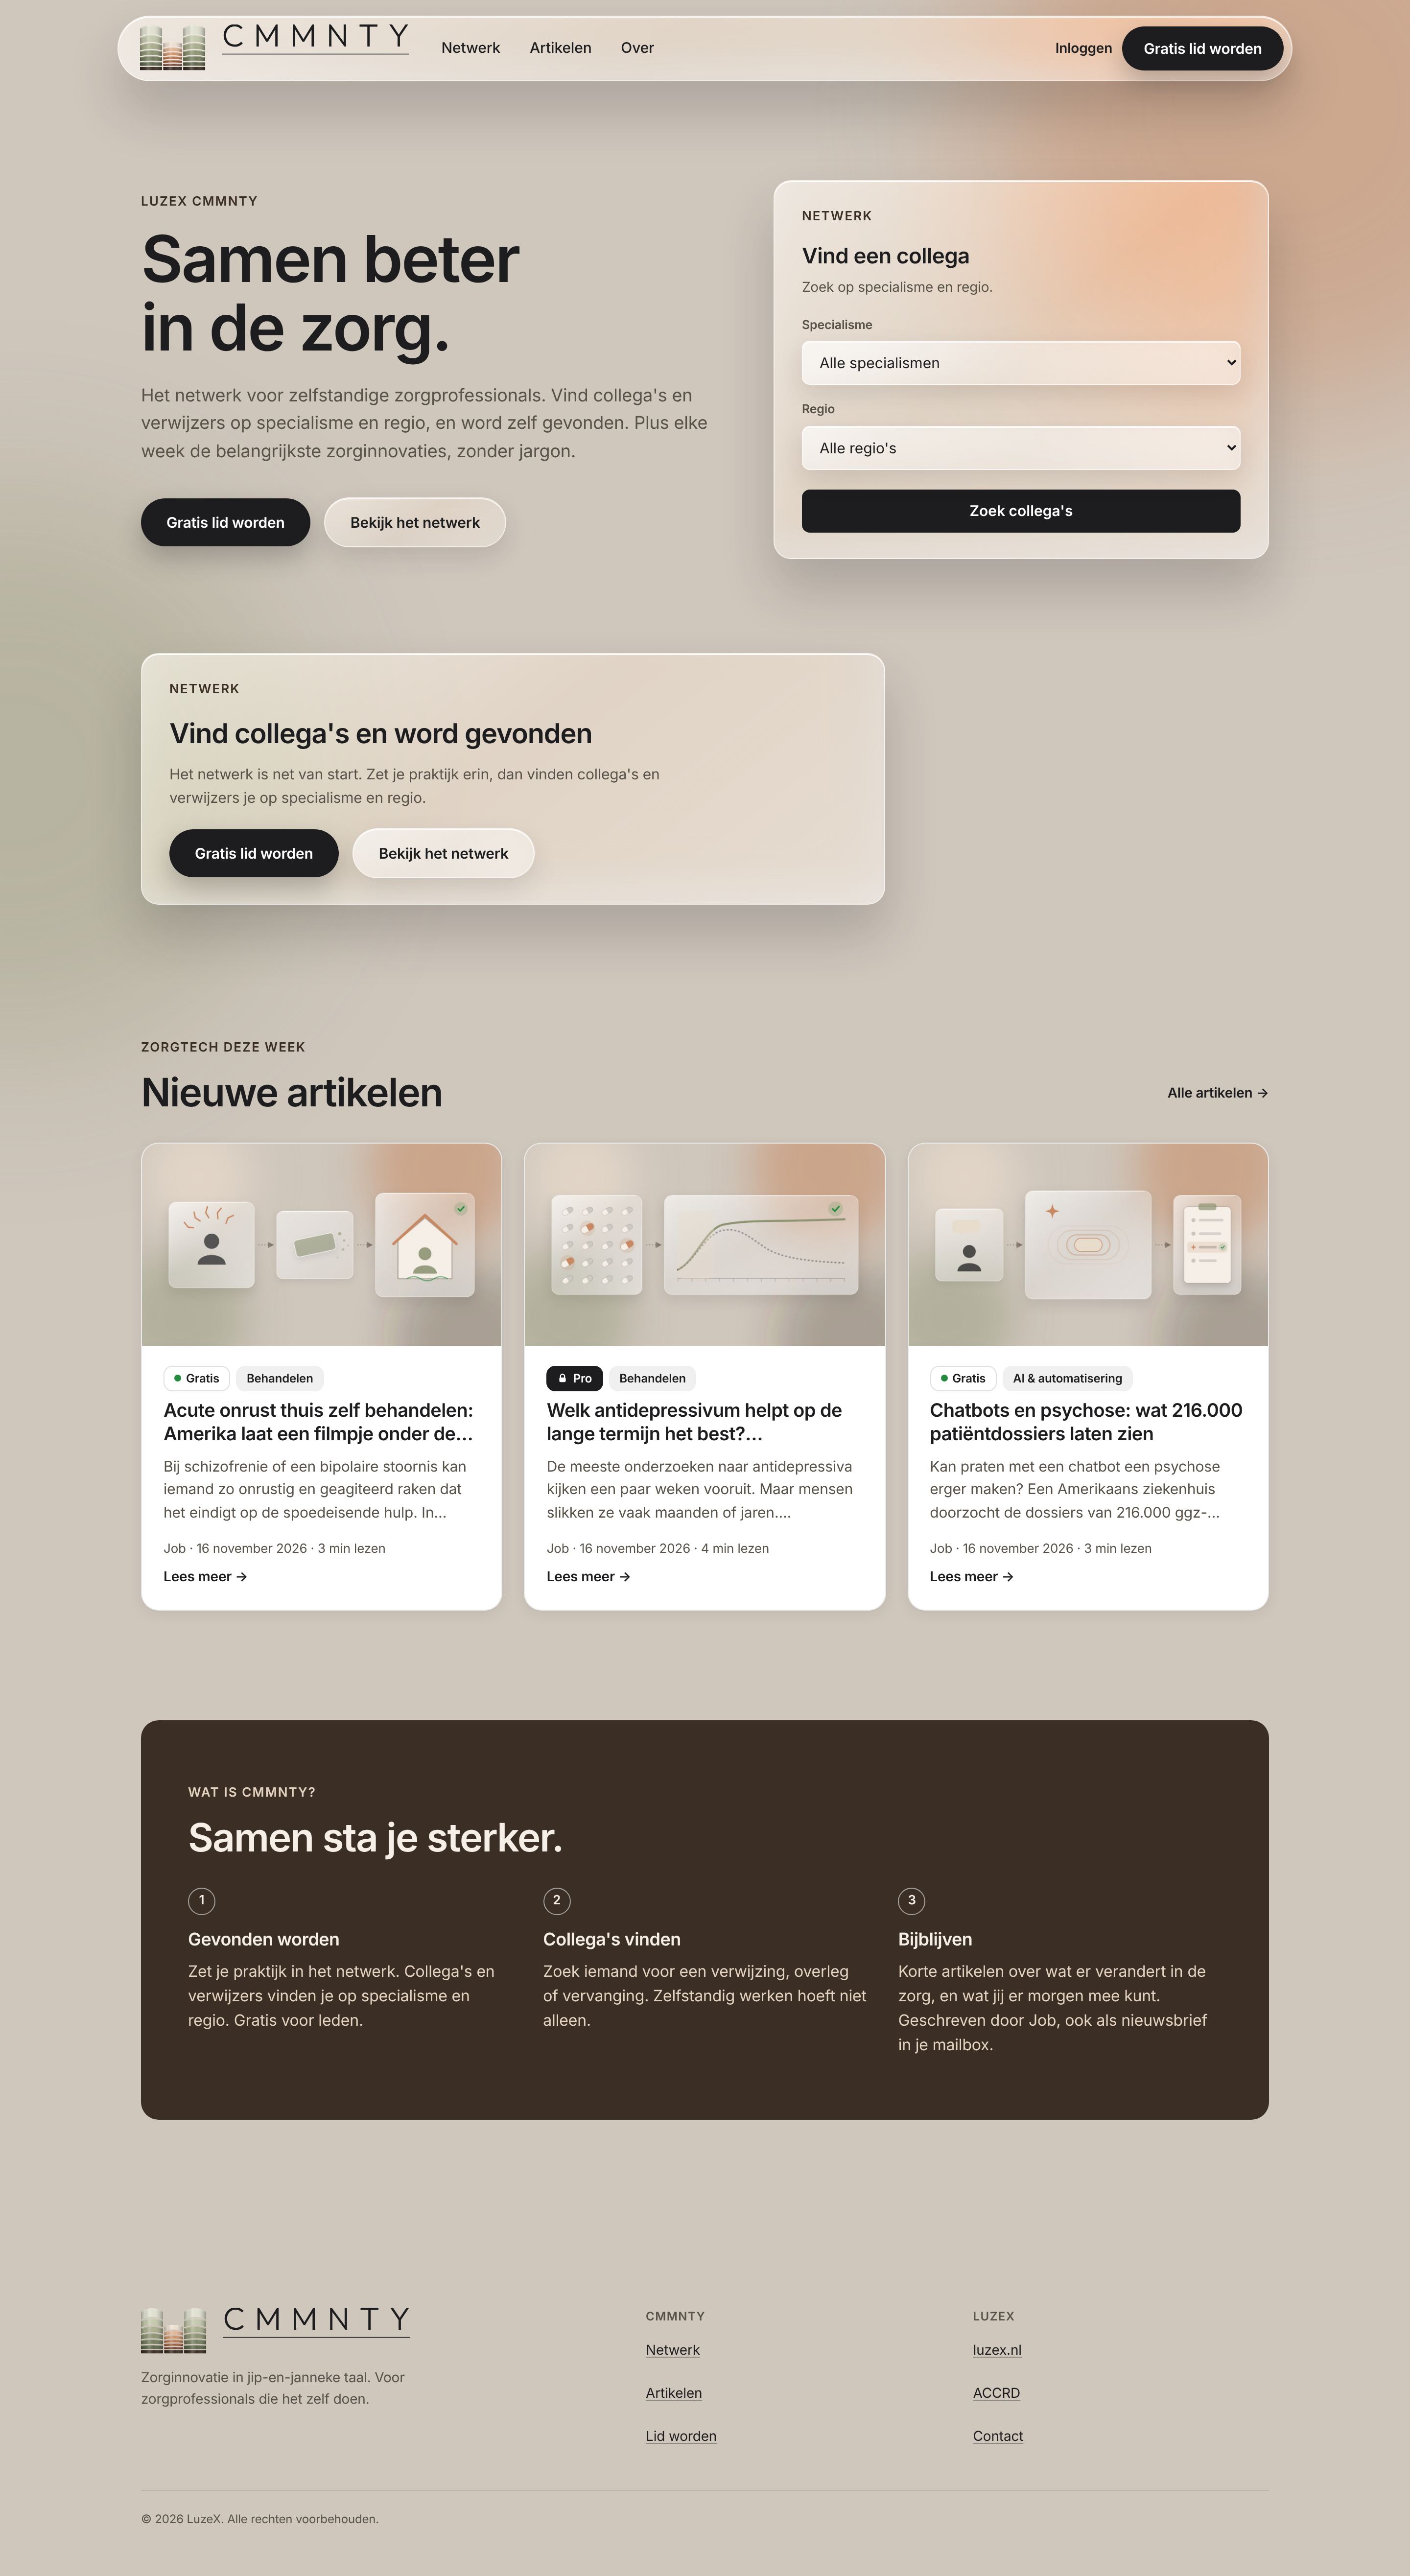 CMMNTY
Netwerk
Artikelen
Over
Inloggen
Gratis lid worden
LUZEX CMMNTY
Samen beter
in de zorg.
Het netwerk voor zelfstandige zorgprofessionals. Vind collega's en
verwijzers op specialisme en regio, en word zelf gevonden. Plus elke
week de belangrijkste zorginnovaties, zonder jargon.
Gratis lid worden
Bekijk het netwerk
NETWERK
Vind een collega
Zoek op specialisme en regio.
Specialisme
Alle specialismen
Regio
Alle regio's
Zoek collega's
NETWERK
Vind collega's en word gevonden
Het netwerk is net van start. Zet je praktijk erin, dan vinden collega's en
verwijzers je op specialisme en regio.
Gratis lid worden
Bekijk het netwerk
ZORGTECH DEZE WEEK
Nieuwe artikelen
Alle artikelen →
Gratis
Behandelen
Acute onrust thuis zelf behandelen:
Amerika laat een filmpje onder de...
Bij schizofrenie of een bipolaire stoornis kan
iemand zo onrustig en geagiteerd raken dat
het eindigt op de spoedeisende hulp. In...
Job · 16 november 2026 · 3 min lezen
Lees meer →
Pro
Behandelen
Welk antidepressivum helpt op de
lange termijn het best?...
De meeste onderzoeken naar antidepressiva
kijken een paar weken vooruit. Maar mensen
slikken ze vaak maanden of jaren....
Job · 16 november 2026 · 4 min lezen
Lees meer →
Gratis
AI & automatisering
Chatbots en psychose: wat 216.000
patiëntdossiers laten zien
Kan praten met een chatbot een psychose
erger maken? Een Amerikaans ziekenhuis
doorzocht de dossiers van 216.000 ggz-...
Job · 16 november 2026 · 3 min lezen
Lees meer →
WAT IS CMMNTY?
Samen sta je sterker.
1
Gevonden worden
Zet je praktijk in het netwerk. Collega's en
verwijzers vinden je op specialisme en
regio. Gratis voor leden.
2
Collega's vinden
Zoek iemand voor een verwijzing, overleg
of vervanging. Zelfstandig werken hoeft niet
alleen.
3
Bijblijven
Korte artikelen over wat er verandert in de
zorg, en wat jij er morgen mee kunt.
Geschreven door Job, ook als nieuwsbrief
in je mailbox.
CMMNTY
Zorginnovatie in jip-en-janneke taal. Voor
zorgprofessionals die het zelf doen.
CMMNTY
Netwerk
Artikelen
Lid worden
LUZEX
luzex.nl
ACCRD
Contact
© 2026 LuzeX. Alle rechten voorbehouden.